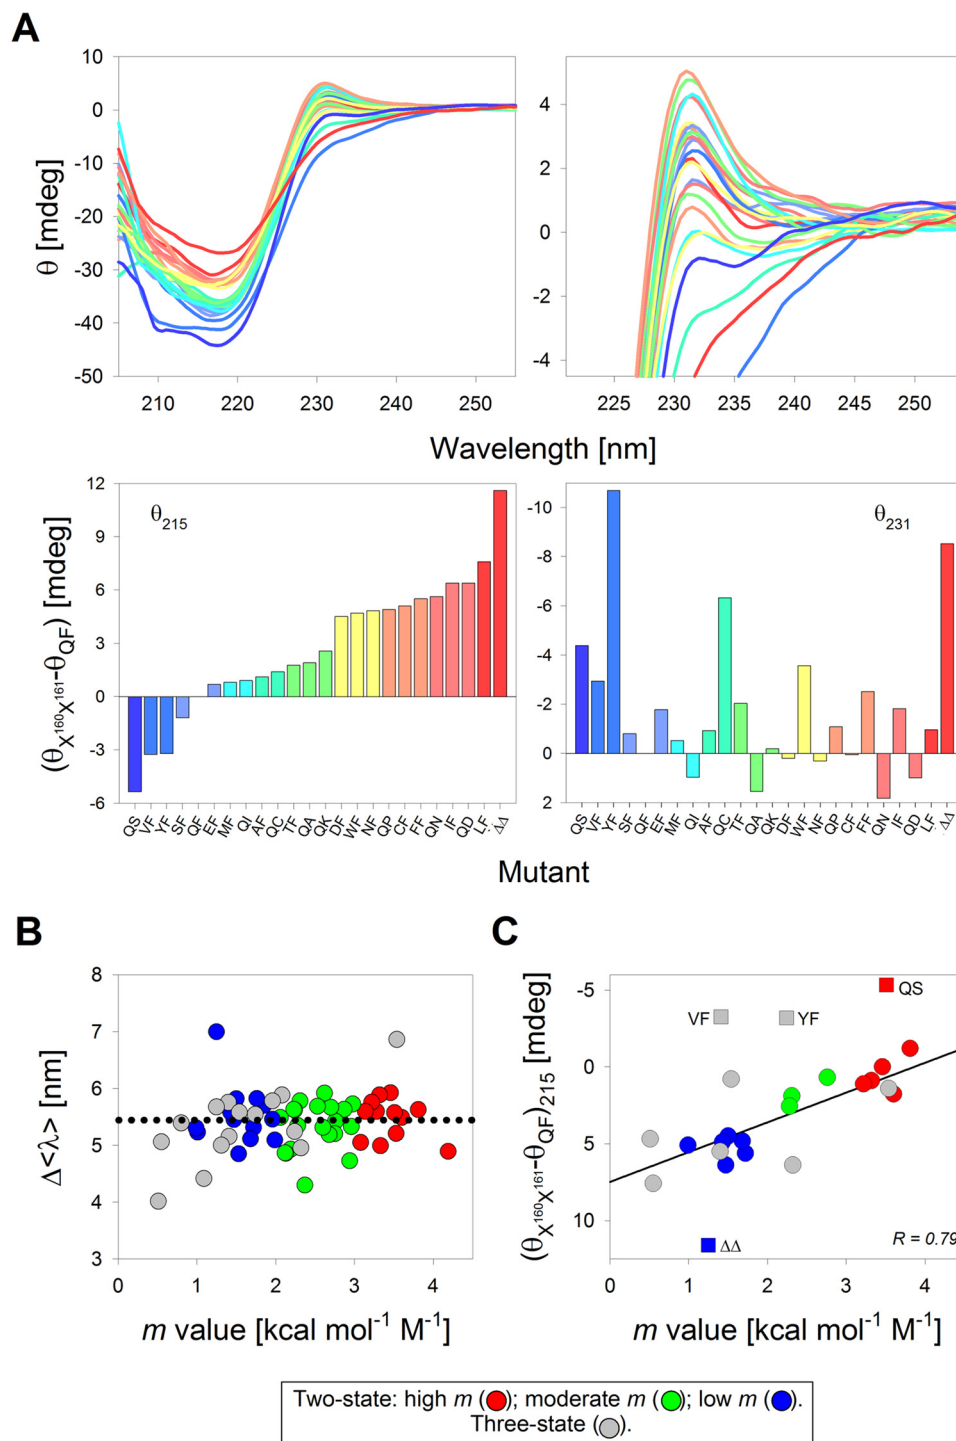 A
10
0
-10
-20
-30
-40
-50
θ [mdeg]
210 220 230 240 250
4
2
0
-2
-4
225 230 235 240 245 250
Wavelength [nm]
12
9
6
3
0
-3
-6
(θX160X161-θQF) [mdeg]
θ215
QS VF YF SF QF EF MF QI AF QC TF QA QK DF WF NF QP CF FF QN IF QD LF ΔΔ
-10
-8
-6
-4
-2
0
2
θ231
QS VF YF SF QF EF MF QI AF QC TF QA QK DF WF NF QP CF FF QN IF QD LF ΔΔ
Mutant
B
8
7
6
5
4
3
Δ<λ> [nm]
0 1 2 3 4
m value [kcal mol-1 M-1]
C
-5
0
5
10
(θX160X161-θQF)215 [mdeg]
QS
VF
YF
ΔΔ
R = 0.79
0 1 2 3 4
m value [kcal mol-1 M-1]
Two-state: high m ( ); moderate m ( ); low m ( ).
Three-state ( ).